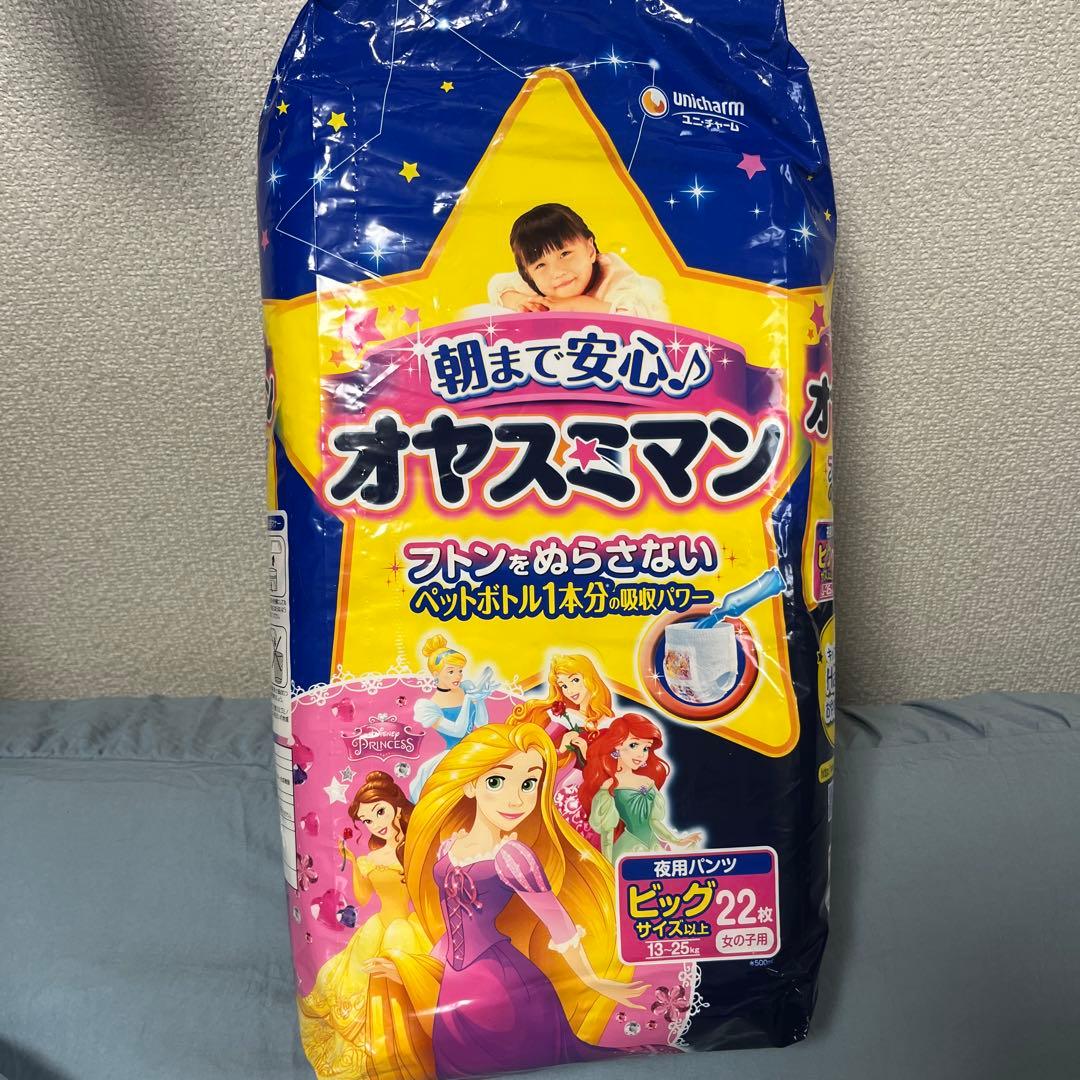 unicharm
ユニ・チャーム
朝まで安心♪
オヤスミマン
フトンをぬらさない
ペットボトル1本分の吸収パワー
Disney
PRINCESS
夜用パンツ
ビッグ
サイズ以上
13~25kg
22枚
女の子用